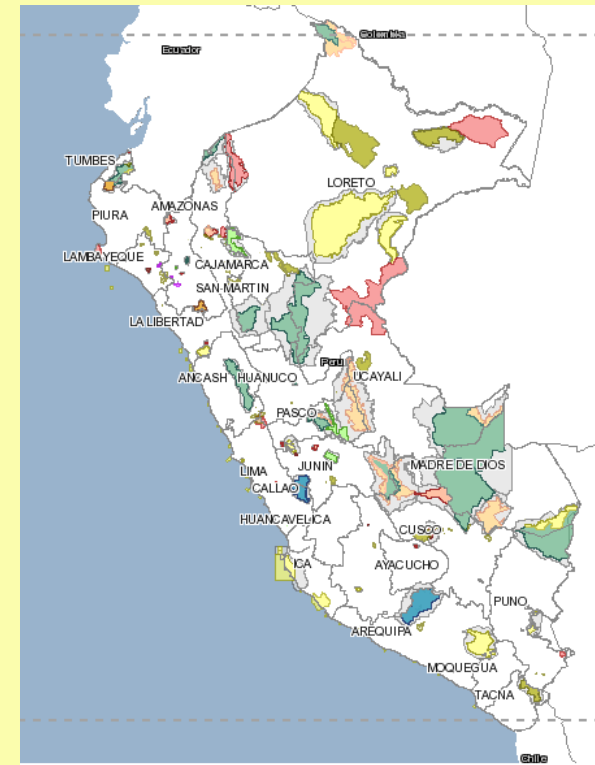 Colombia
Ecuador
TUMBES
LORETO
PIURA
AMAZONAS
LAMBAYEQUE
CAJAMARCA
SAN MARTIN
LA LIBERTAD
Peru
ANCASH
HUANUCO
UCAYALI
PASCO
LIMA
JUNIN
MADRE DE DIOS
CALLAO
HUANCAVELICA
CUSCO
ICA
AYACUCHO
PUNO
AREQUIPA
MOQUEGUA
TACNA
Chile